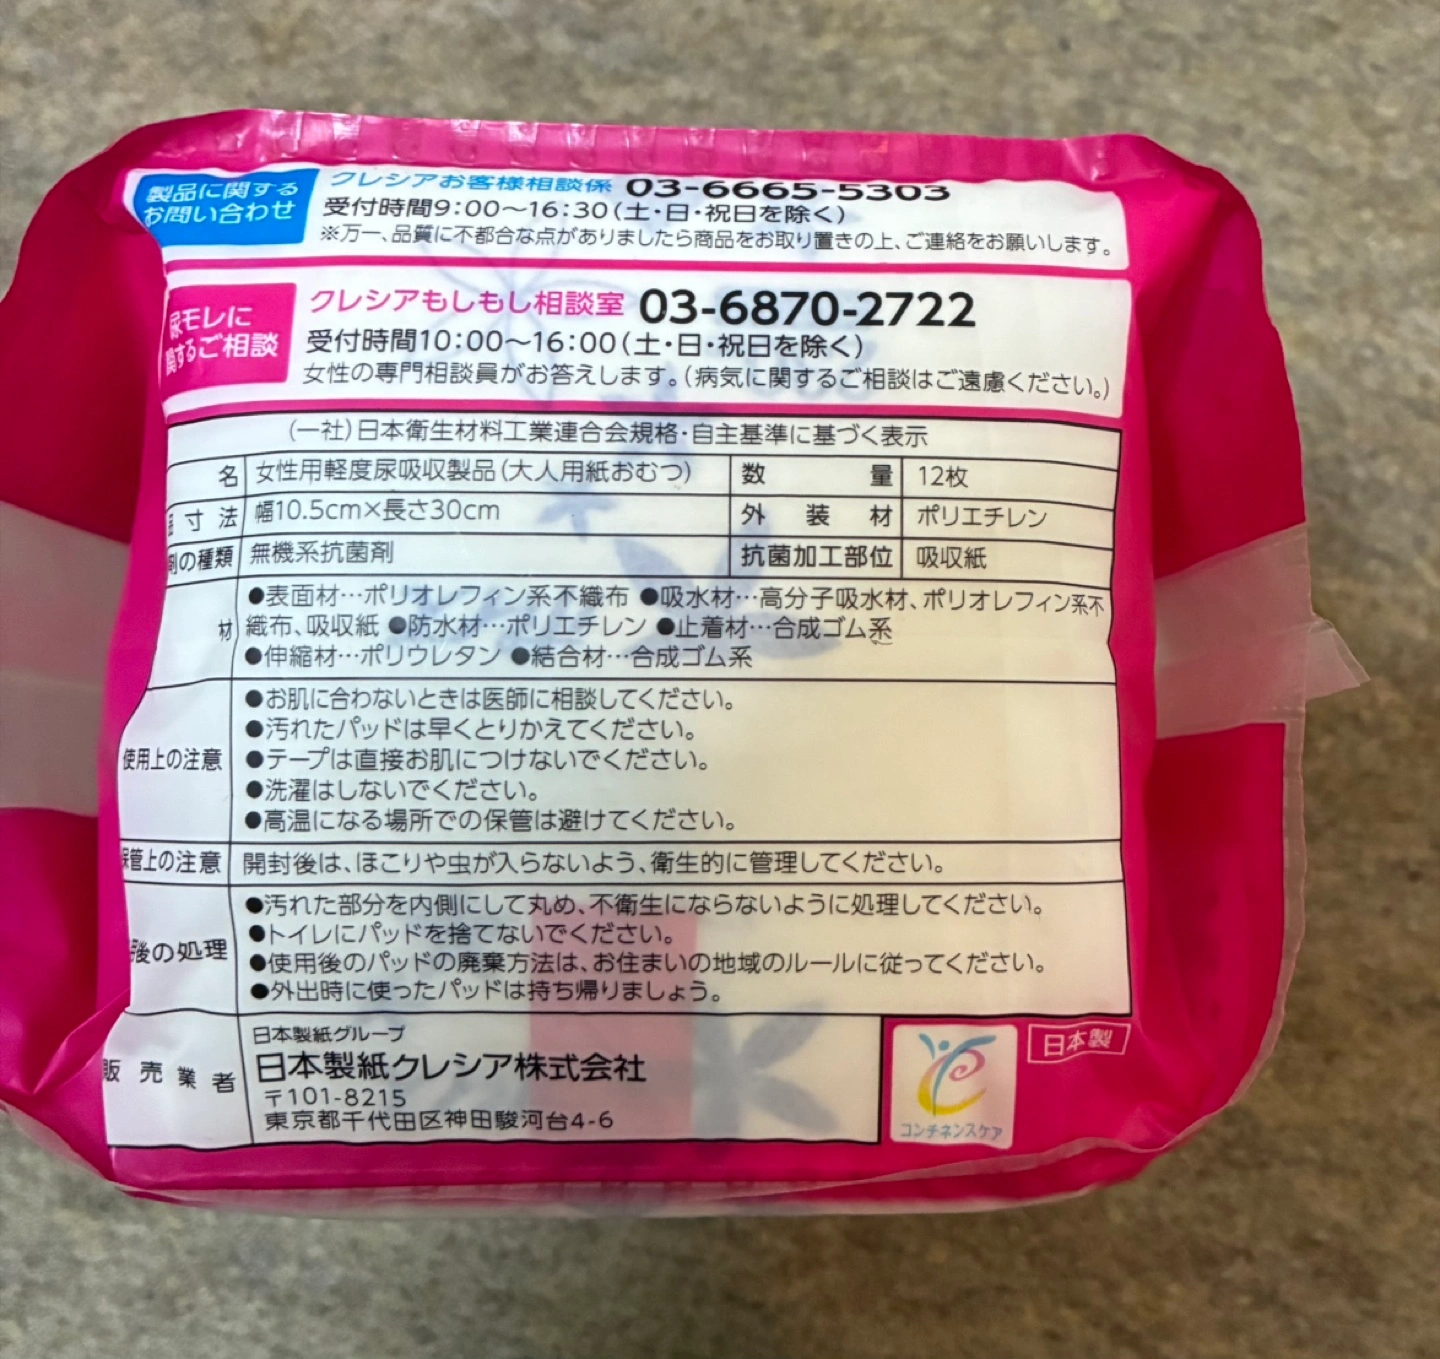 製品に関する
お問い合わせ
クレシアお客様相談係 03-6665-5303
受付時間9:00～16:30(土・日・祝日を除く)
※万一、品質に不都合な点がありましたら商品をお取り置きの上、ご連絡をお願いします。
尿モレに
関するご相談
クレシアもしもし相談室 03-6870-2722
受付時間10:00～16:00(土・日・祝日を除く)
女性の専門相談員がお答えします。(病気に関するご相談はご遠慮ください。)
(一社)日本衛生材料工業連合会規格・自主基準に基づく表示
名 女性用軽度尿吸収製品(大人用紙おむつ) 数量 12枚
寸法 幅10.5cm×長さ30cm 外装材 ポリエチレン
剤の種類 無機系抗菌剤 抗菌加工部位 吸収紙
材 ●表面材…ポリオレフィン系不織布 ●吸水材…高分子吸水材、ポリオレフィン系不
織布、吸収紙 ●防水材…ポリエチレン ●止着材…合成ゴム系
●伸縮材…ポリウレタン ●結合材…合成ゴム系
使用上の注意
●お肌に合わないときは医師に相談してください。
●汚れたパッドは早くとりかえてください。
●テープは直接お肌につけないでください。
●洗濯はしないでください。
●高温になる場所での保管は避けてください。
保管上の注意 開封後は、ほこりや虫が入らないよう、衛生的に管理してください。
後の処理
●汚れた部分を内側にして丸め、不衛生にならないように処理してください。
●トイレにパッドを捨てないでください。
●使用後のパッドの廃棄方法は、お住まいの地域のルールに従ってください。
●外出時に使ったパッドは持ち帰りましょう。
販売業者
日本製紙グループ
日本製紙クレシア株式会社
〒101-8215
東京都千代田区神田駿河台4-6
コンチネンスケア
日本製